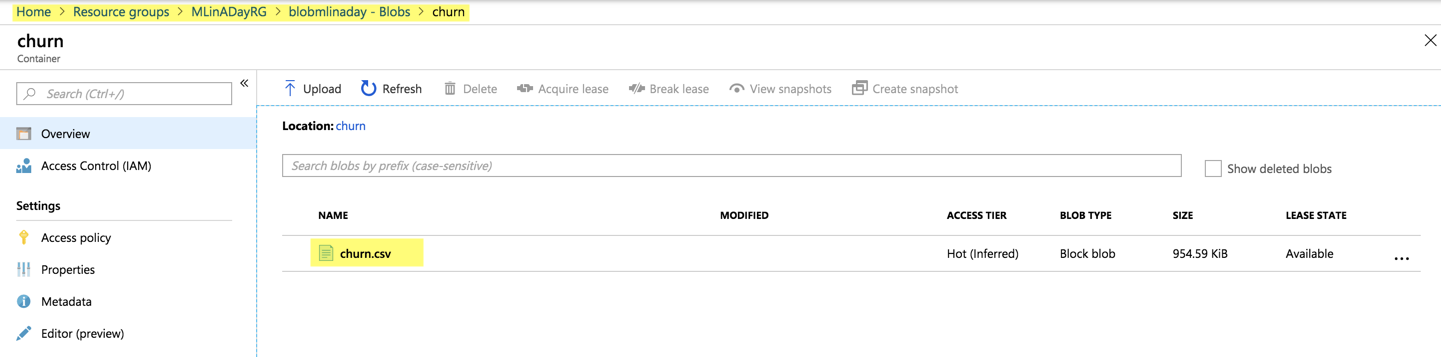 Home > Resource groups > MLinADayRG > blobmlinaday - Blobs > churn
churn
Container
Search (Ctrl+/)
Overview
Access Control (IAM)
Settings
Access policy
Properties
Metadata
Editor (preview)
Upload Refresh Delete Acquire lease Break lease View snapshots Create snapshot
Location: churn
Search blobs by prefix (case-sensitive)
Show deleted blobs
NAME MODIFIED ACCESS TIER BLOB TYPE SIZE LEASE STATE
churn.csv Hot (Inferred) Block blob 954.59 KiB Available ...